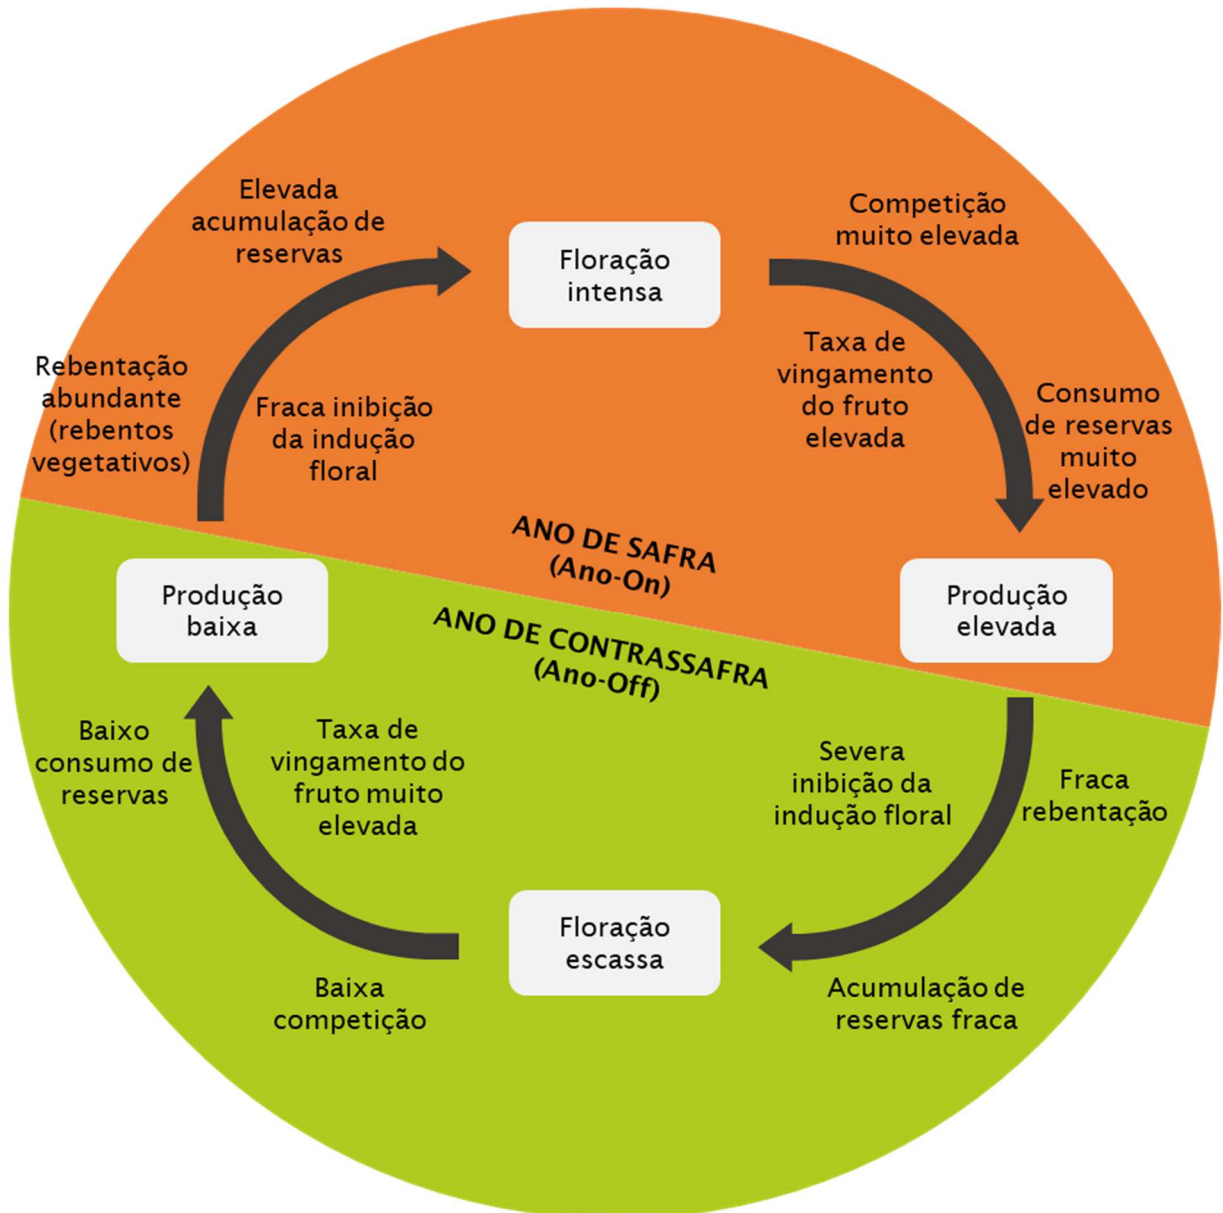 Elevada
acumulação de
reservas
Floração
intensa
Competição
muito elevada
Rebentação
abundante
(rebentos
vegetativos)
Fraca inibição
da indução
floral
Taxa de
vingamento
do fruto
elevada
Consumo
de reservas
muito
elevado
ANO DE SAFRA
(Ano-On)
Produção
baixa
Produção
elevada
ANO DE CONTRASSAFRA
(Ano-Off)
Baixo
consumo de
reservas
Taxa de
vingamento do
fruto muito
elevada
Severa
inibição da
indução floral
Fraca
rebentação
Floração
escassa
Baixa
competição
Acumulação de
reservas fraca